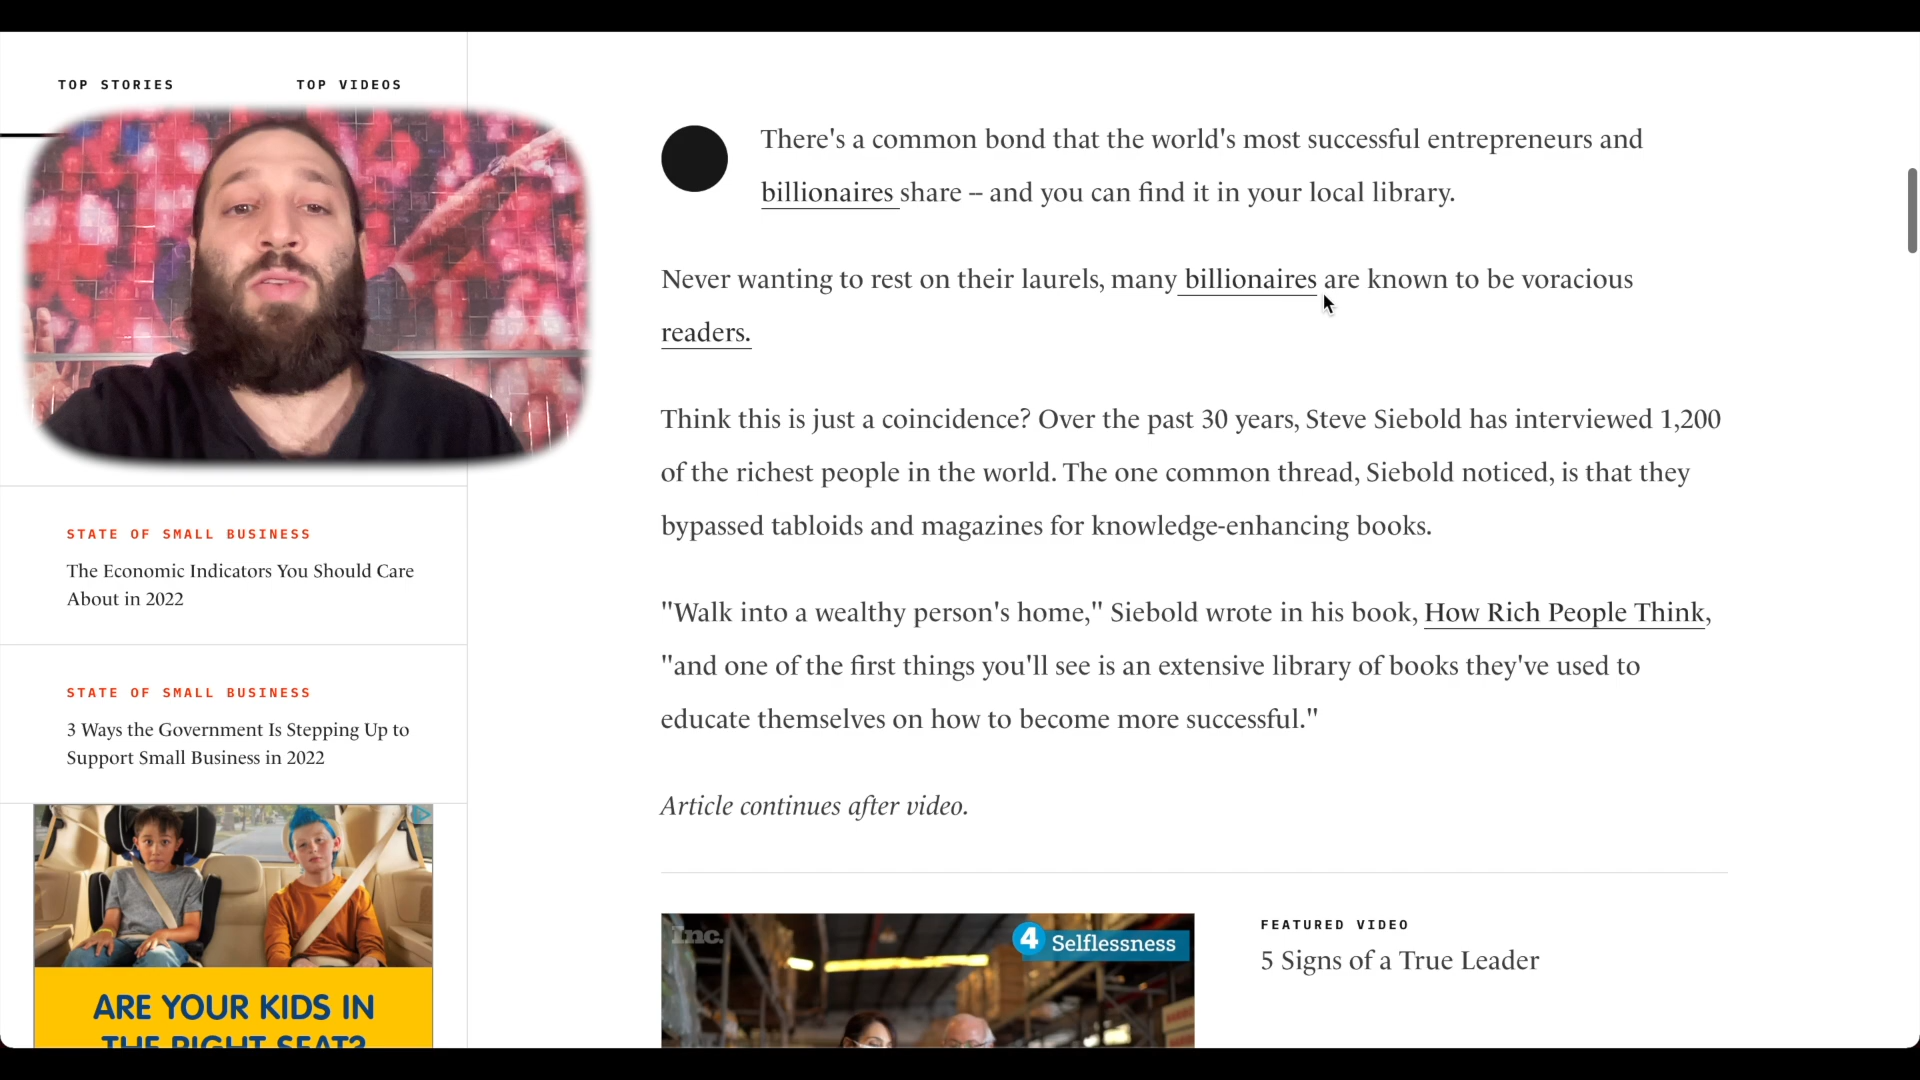 TOP STORIES
TOP VIDEOS
There's a common bond that the world's most successful entrepreneurs and
billionaires share -- and you can find it in your local library.
Never wanting to rest on their laurels, many billionaires are known to be voracious
readers.
Think this is just a coincidence? Over the past 30 years, Steve Siebold has interviewed 1,200
of the richest people in the world. The one common thread, Siebold noticed, is that they
bypassed tabloids and magazines for knowledge-enhancing books.
"Walk into a wealthy person's home," Siebold wrote in his book, How Rich People Think,
"and one of the first things you'll see is an extensive library of books they've used to
educate themselves on how to become more successful."
Article continues after video.
STATE OF SMALL BUSINESS
The Economic Indicators You Should Care
About in 2022
STATE OF SMALL BUSINESS
3 Ways the Government Is Stepping Up to
Support Small Business in 2022
ARE YOUR KIDS IN
THE RIGHT SEAT?
Inc.
4 Selflessness
FEATURED VIDEO
5 Signs of a True Leader